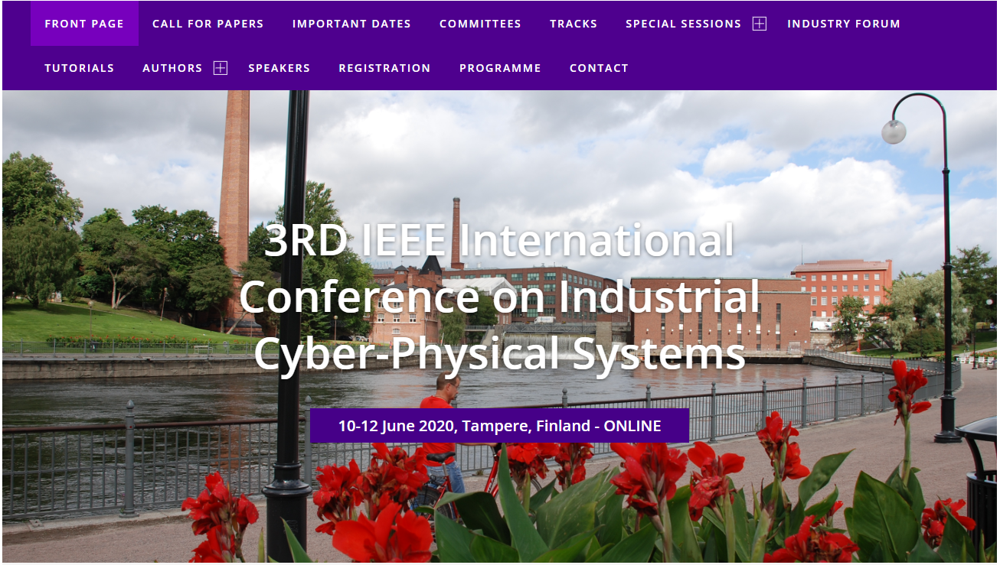 FRONT PAGE CALL FOR PAPERS IMPORTANT DATES COMMITTEES TRACKS SPECIAL SESSIONS INDUSTRY FORUM
TUTORIALS AUTHORS SPEAKERS REGISTRATION PROGRAMME CONTACT
3RD IEEE International
Conference on Industrial
Cyber-Physical Systems
10-12 June 2020, Tampere, Finland - ONLINE